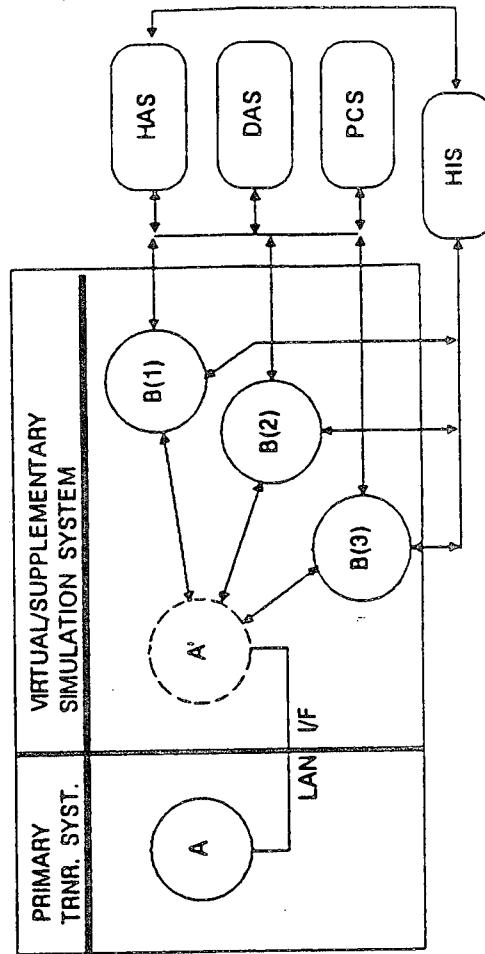 PRIMARY
TRNR. SYST.
VIRTUAL/SUPPLEMENTARY
SIMULATION SYSTEM
A
A'
B(1)
B(2)
B(3)
LAN I/F
HAS
DAS
PCS
HIS